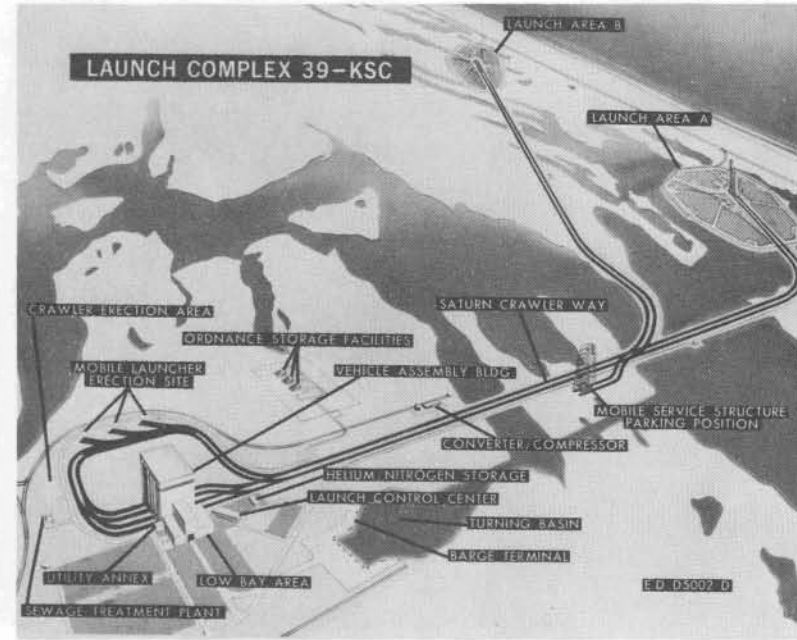 LAUNCH AREA B
LAUNCH COMPLEX 39-KSC
LAUNCH AREA A
CRAWLER ERECTION AREA
SATURN CRAWLER WAY
ORDNANCE STORAGE FACILITIES
MOBILE LAUNCHER
ERECTION SITE
VEHICLE ASSEMBLY BLDG.
MOBILE SERVICE STRUCTURE
PARKING POSITION
CONVERTER/COMPRESSOR
HELIUM NITROGEN STORAGE
LAUNCH CONTROL CENTER
TURNING BASIN
BARGE TERMINAL
UTILITY ANNEX
LOW BAY AREA
E D D5002 D
SEWAGE TREATMENT PLANT